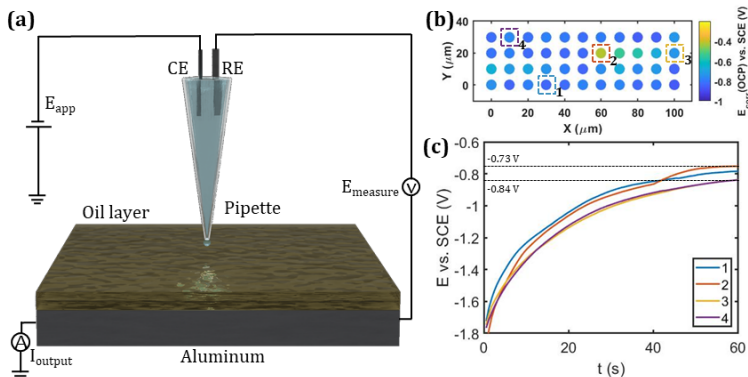 (a)
CE
RE
E_app
E_measure
V
Oil layer
Pipette
A
I_output
Aluminum
(b)
40
20
0
Y (μm)
0 20 40 60 80 100
X (μm)
1
2
3
4
-0.4
-0.6
-0.8
-1
E_corr(OCP) vs. SCE (V)
(c)
-0.6
-0.8
-1
-1.2
-1.4
-1.6
-1.8
E vs. SCE (V)
-0.73 V
-0.84 V
1
2
3
4
0 20 40 60
t (s)